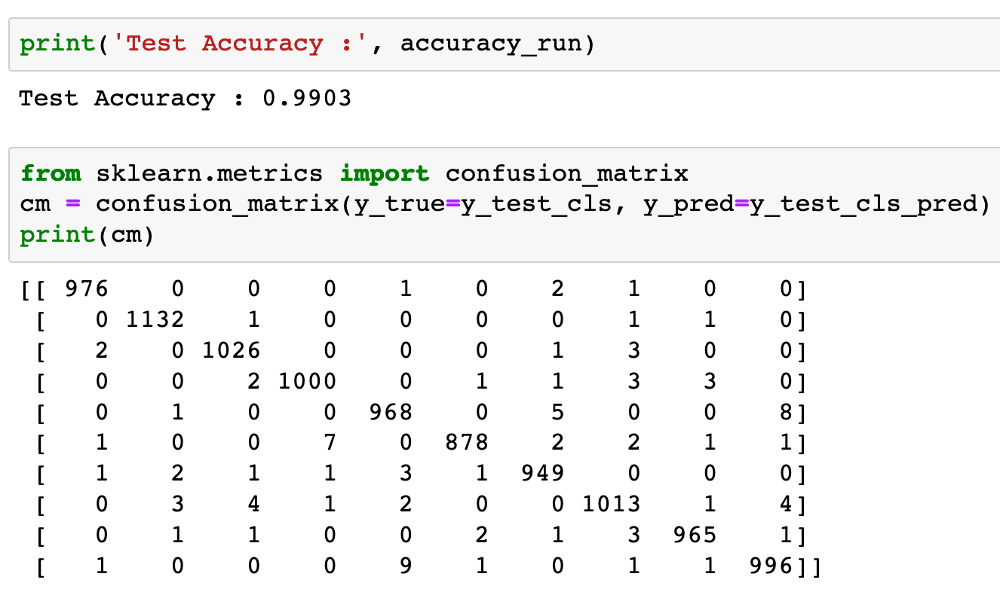 print('Test Accuracy :', accuracy_run)
Test Accuracy : 0.9903
from sklearn.metrics import confusion_matrix
cm = confusion_matrix(y_true=y_test_cls, y_pred=y_test_cls_pred)
print(cm)
[[ 976    0    0    0    1    0    2    1    0    0]
 [   0 1132    1    0    0    0    0    1    1    0]
 [   2    0 1026    0    0    0    1    3    0    0]
 [   0    0    2 1000    0    1    1    3    3    0]
 [   0    1    0    0  968    0    5    0    0    8]
 [   1    0    0    7    0  878    2    2    1    1]
 [   1    2    1    1    3    1  949    0    0    0]
 [   0    3    4    1    2    0    0 1013    1    4]
 [   0    1    1    0    0    2    1    3  965    1]
 [   1    0    0    0    9    1    0    1    1  996]]